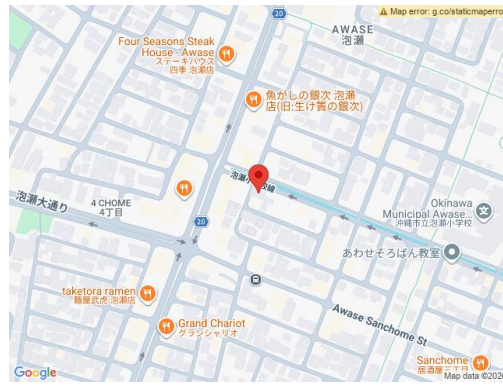 Map error: g.co/staticmaperro
20
AWASE
泡瀬
Four Seasons Steak
House - Awase
ステーキハウス
四季 泡瀬店
魚がしの銀次 泡瀬
店(旧:生け簀の銀次)
泡瀬大通り
4 CHOME
4丁目
20
Okinawa
Municipal Awase...
沖縄市立泡瀬小学校
あわせそろばん教室
taketora ramen
麺屋武虎 泡瀬店
Grand Chariot
グランシャリオ
Awase Sanchome St
Sanchome
居酒屋三丁目
Google
Map data ©202